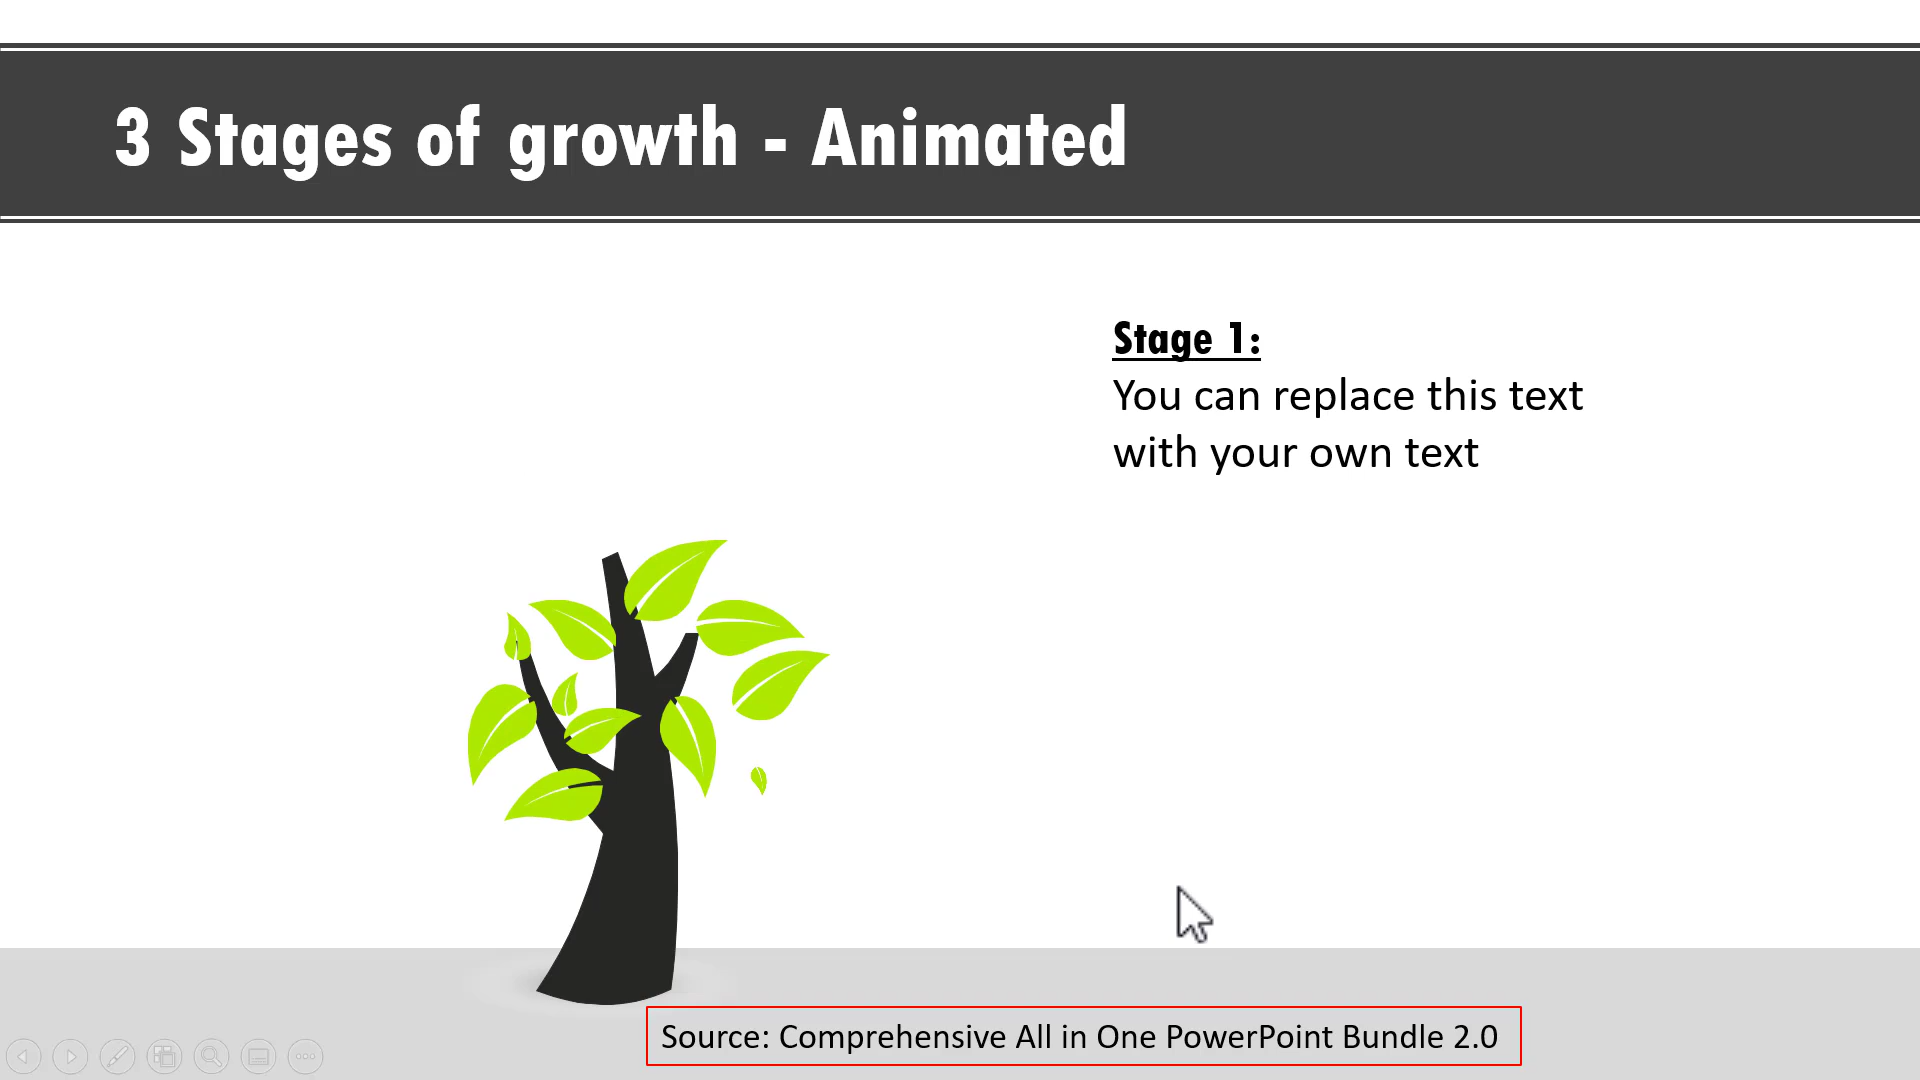 3 Stages of growth - Animated
Stage 1:
You can replace this text
with your own text
Source: Comprehensive All in One PowerPoint Bundle 2.0